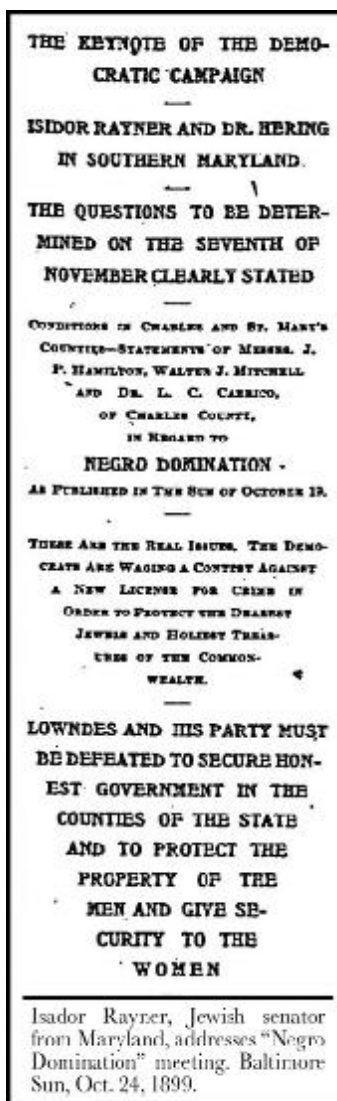 THE KEYNOTE OF THE DEMO-
CRATIC CAMPAIGN
ISIDOR RAYNER AND DR. HERING
IN SOUTHERN MARYLAND.
THE QUESTIONS TO BE DETER-
MINED ON THE SEVENTH OF
NOVEMBER CLEARLY STATED
CONDITIONS IN CHARLES AND ST. MARY'S
COUNTIES—STATEMENTS OF MESSRS. J.
P. HAMILTON, WALTER J. MITCHELL
AND DR. L. C. CARRICO,
OF CHARLES COUNTY,
IN REGARD TO
NEGRO DOMINATION
AS PUBLISHED IN THE SUN OF OCTOBER 19.
THESE ARE THE REAL ISSUES. THE DEMO-
CRATS ARE WAGING A CONTEST AGAINST
A NEW LICENSE FOR CRIME IN
ORDER TO PROTECT THE DEAREST
JEWELS AND HOLIEST TREAS-
URES OF THE COMMON-
WEALTH.
LOWNDES AND HIS PARTY MUST
BE DEFEATED TO SECURE HON-
EST GOVERNMENT IN THE
COUNTIES OF THE STATE
AND TO PROTECT THE
PROPERTY OF THE
MEN AND GIVE SE-
CURITY TO THE
WOMEN
Isador Rayner, Jewish senator
from Maryland, addresses “Negro
Domination” meeting. Baltimore
Sun, Oct. 24, 1899.